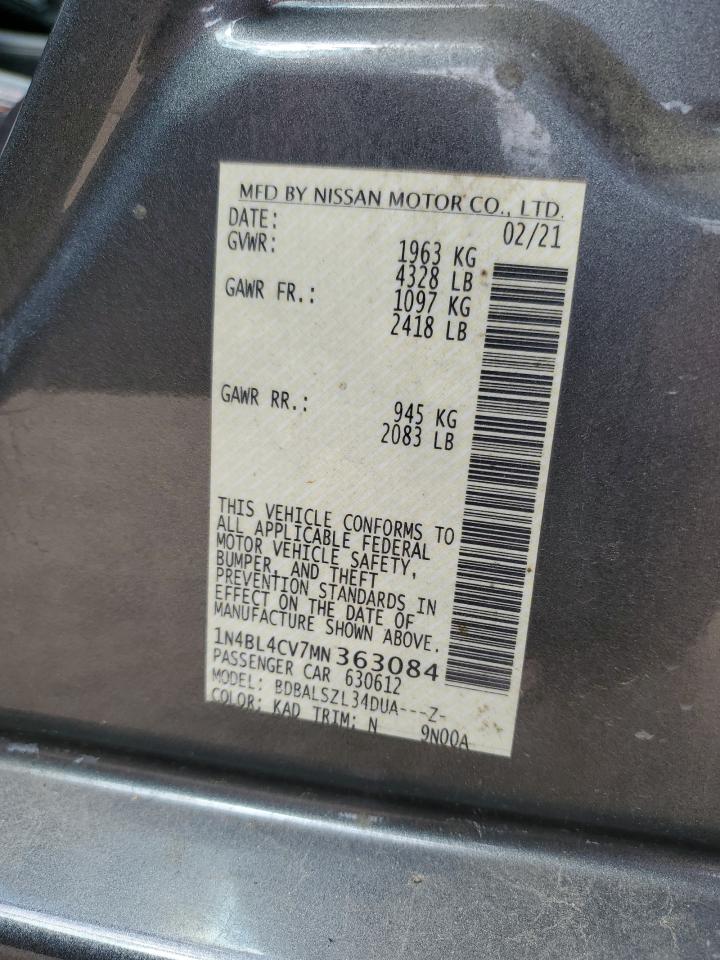 MFD BY NISSAN MOTOR CO., LTD.
DATE: 02/21
GVWR: 1963 KG
4328 LB
GAWR FR.: 1097 KG
2418 LB
GAWR RR.: 945 KG
2083 LB
THIS VEHICLE CONFORMS TO
ALL APPLICABLE FEDERAL
MOTOR VEHICLE SAFETY,
BUMPER, AND THEFT
PREVENTION STANDARDS IN
EFFECT ON THE DATE OF
MANUFACTURE SHOWN ABOVE.
1N4BL4CV7MN363084
PASSENGER CAR 630612
MODEL: BDBALSZL34DUA---Z-
COLOR: KAD TRIM: N 9N00A